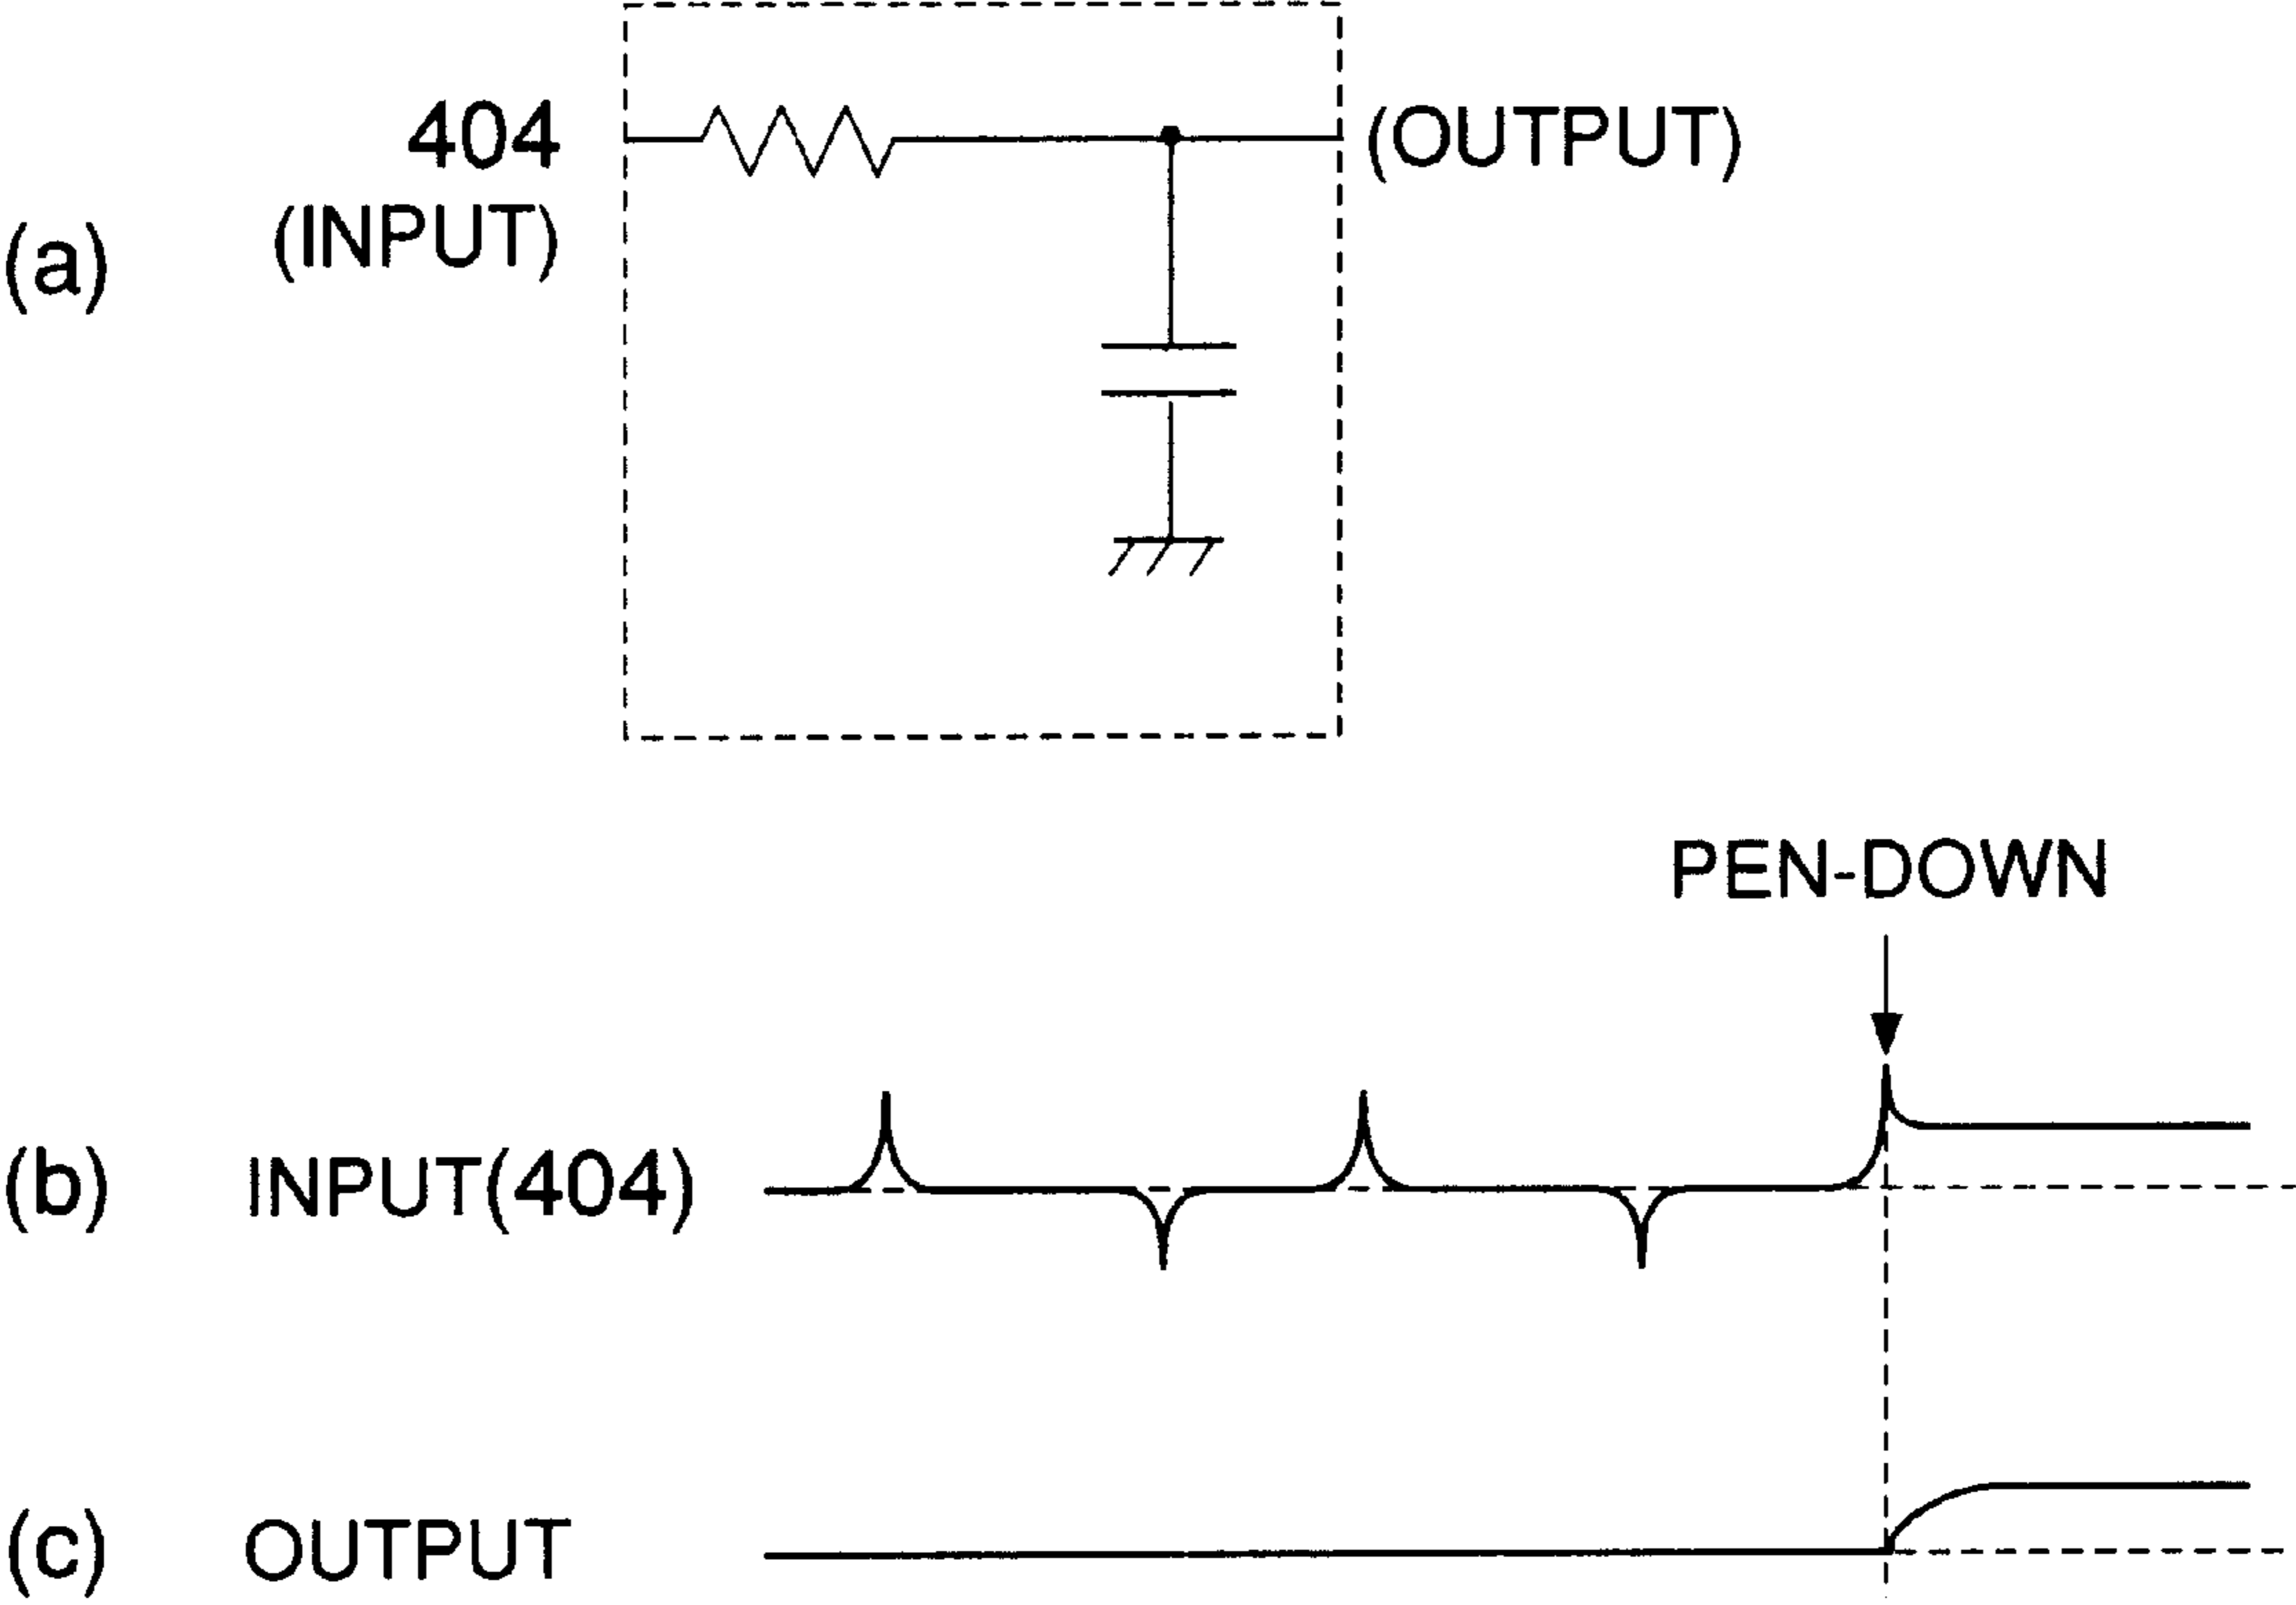 (a)
404
(INPUT)
(OUTPUT)
PEN-DOWN
(b) INPUT(404)
(c) OUTPUT